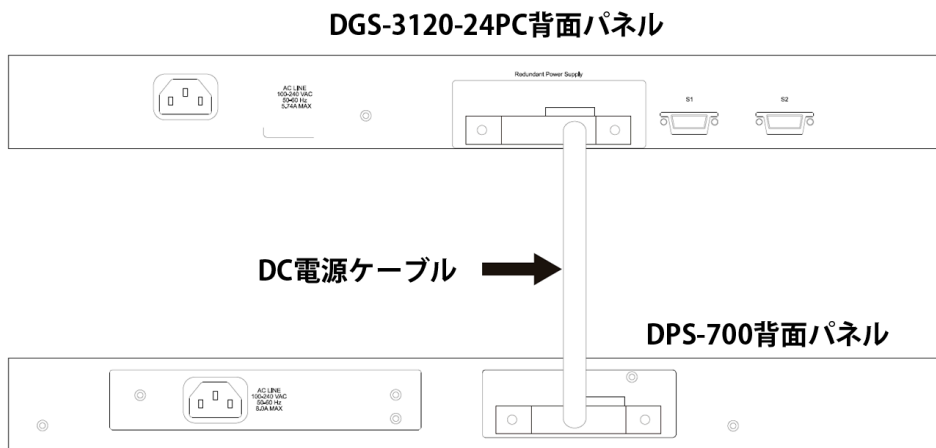 DGS-3120-24PC背面パネル
AC LINE
100-240 VAC
50-60 Hz
5.74A MAX
Redundant Power Supply
S1
S2
DC電源ケーブル
DPS-700背面パネル
AC LINE
100-240 VAC
50-60 Hz
8.0A MAX